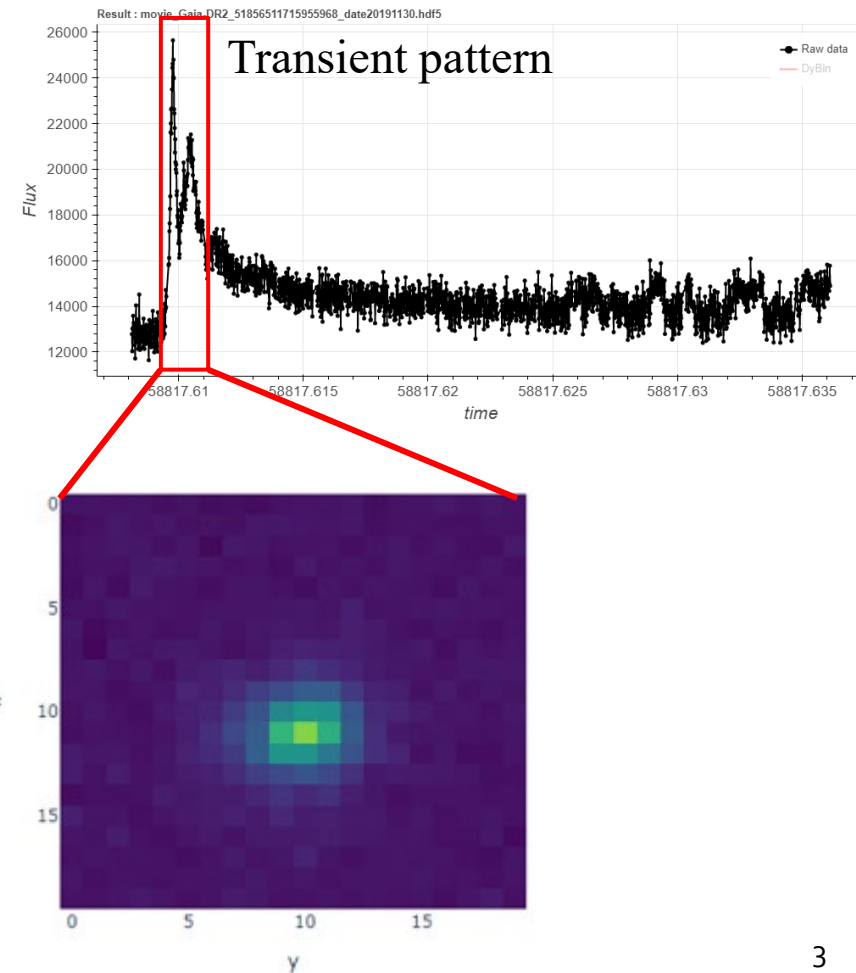 Result : movie_Gaia-DR2_51856511715955968_date20191130.hdf5
Transient pattern
Raw data
DyBin
Flux
26000
24000
22000
20000
18000
16000
14000
12000
58817.61 58817.615 58817.62 58817.625 58817.63 58817.635
time
0
5
10
15
0 5 10 15
y
3